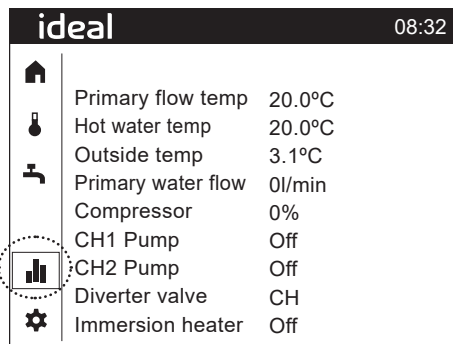 ideal 08:32
Primary flow temp 20.0ºC
Hot water temp 20.0ºC
Outside temp 3.1ºC
Primary water flow 0l/min
Compressor 0%
CH1 Pump Off
CH2 Pump Off
Diverter valve CH
Immersion heater Off